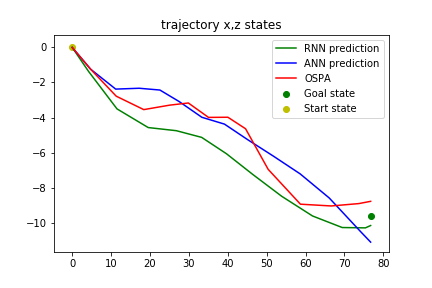 trajectory x,z states
RNN prediction
ANN prediction
OSPA
Goal state
Start state
0
−2
−4
−6
−8
−10
0 10 20 30 40 50 60 70 80